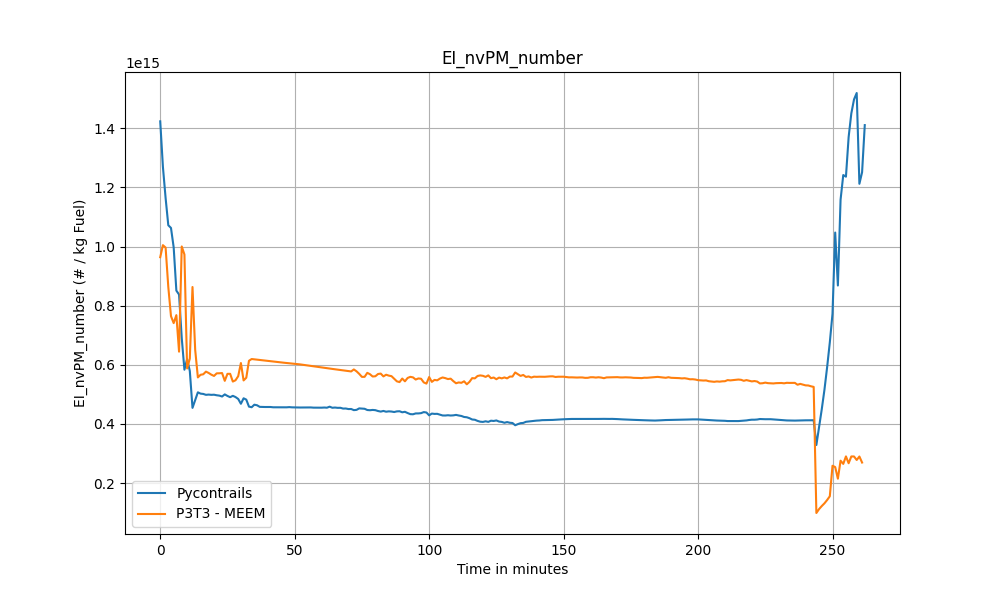 EI_nvPM_number
1e15
EI_nvPM_number (# / kg Fuel)
1.4
1.2
1.0
0.8
0.6
0.4
0.2
Pycontrails
P3T3 - MEEM
0 50 100 150 200 250
Time in minutes